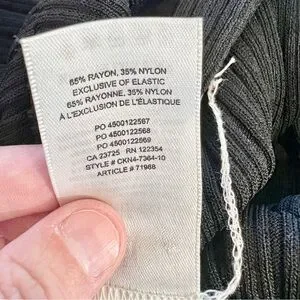 65% RAYON, 35% NYLON
EXCLUSIVE OF ELASTIC
65% RAYONNE, 35% NYLON
À L'EXCLUSION DE L'ÉLASTIQUE
PO 4500122567
PO 4500122568
PO 4500122569
CA 23725 RN 122354
STYLE # CKN4-7364-10
ARTICLE # 71968